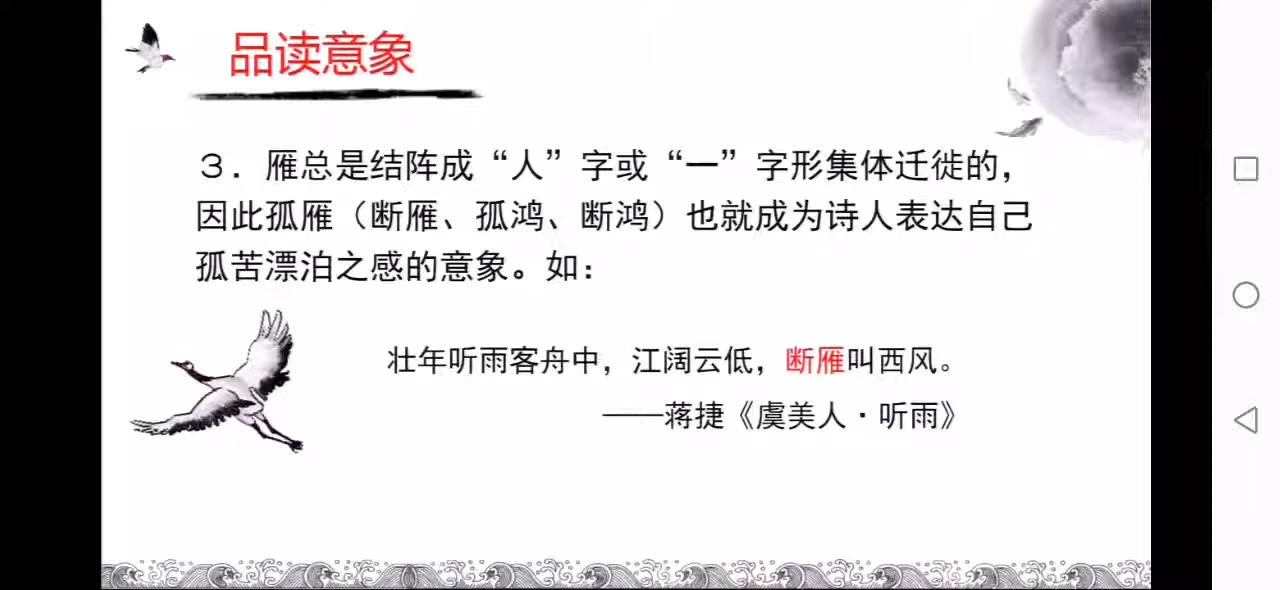 品读意象
３．雁总是结阵成“人”字或“一”字形集体迁徙的，
因此孤雁（断雁、孤鸿、断鸿）也就成为诗人表达自己
孤苦漂泊之感的意象。如：
壮年听雨客舟中，江阔云低，断雁叫西风。
——蒋捷《虞美人·听雨》